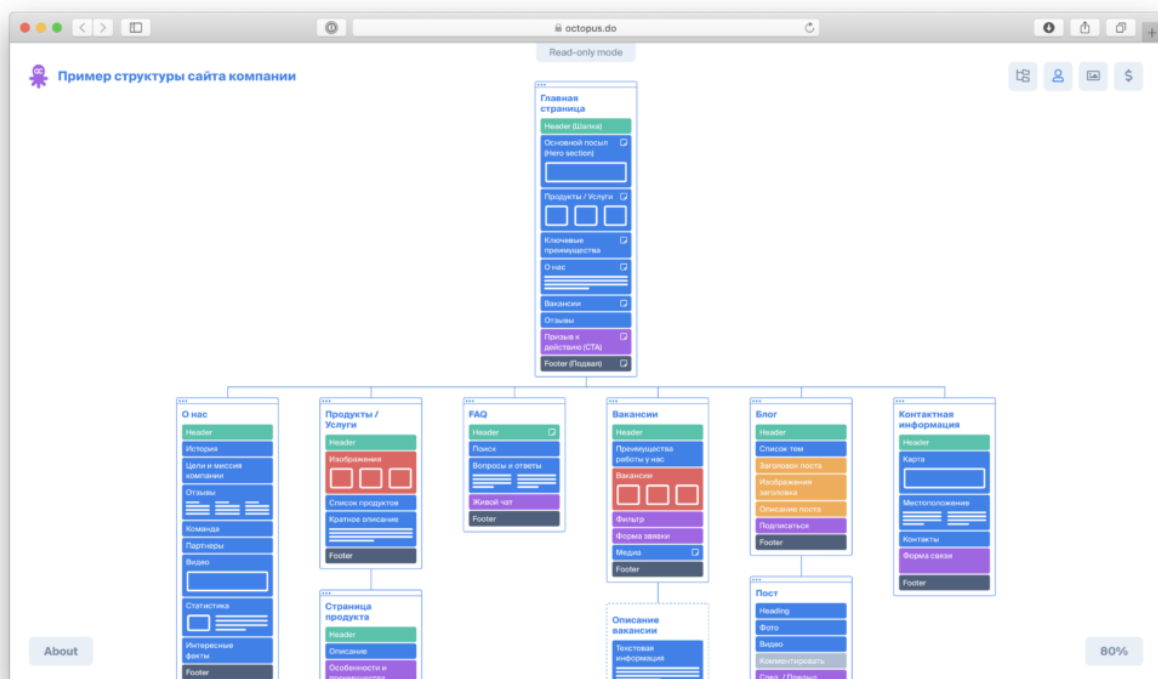 octopus.do
Read-only mode
Пример структуры сайта компании
$
Главная
страница
Header (Шапка)
Основной посыл
(Hero section)
Продукты / Услуги
Ключевые
преимущества
О нас
Вакансии
Отзывы
Призыв к
действию (CTA)
Footer (Подвал)
О нас
Header
История
Цели и миссия
компании
Отзывы
Команда
Партнеры
Видео
Статистика
Интересные
факты
Footer
Продукты /
Услуги
Header
Изображения
Список продуктов
Краткое описание
Footer
Страница
продукта
Header
Описание
Особенности и
преимущества
FAQ
Header
Поиск
Вопросы и ответы
Живой чат
Footer
Вакансии
Header
Преимущества
работы у нас
Вакансии
Фильтр
Форма звявки
Медиа
Footer
Описание
вакансии
Текстовая
информация
Блог
Header
Список тем
Заголовок поста
Изображения
заголовка
Описание поста
Подписаться
Footer
Пост
Heading
Фото
Видео
Комментировать
След. / Предыд.
Контактная
информация
Header
Карта
Местоположение
Контакты
Форма связи
Footer
About
80%